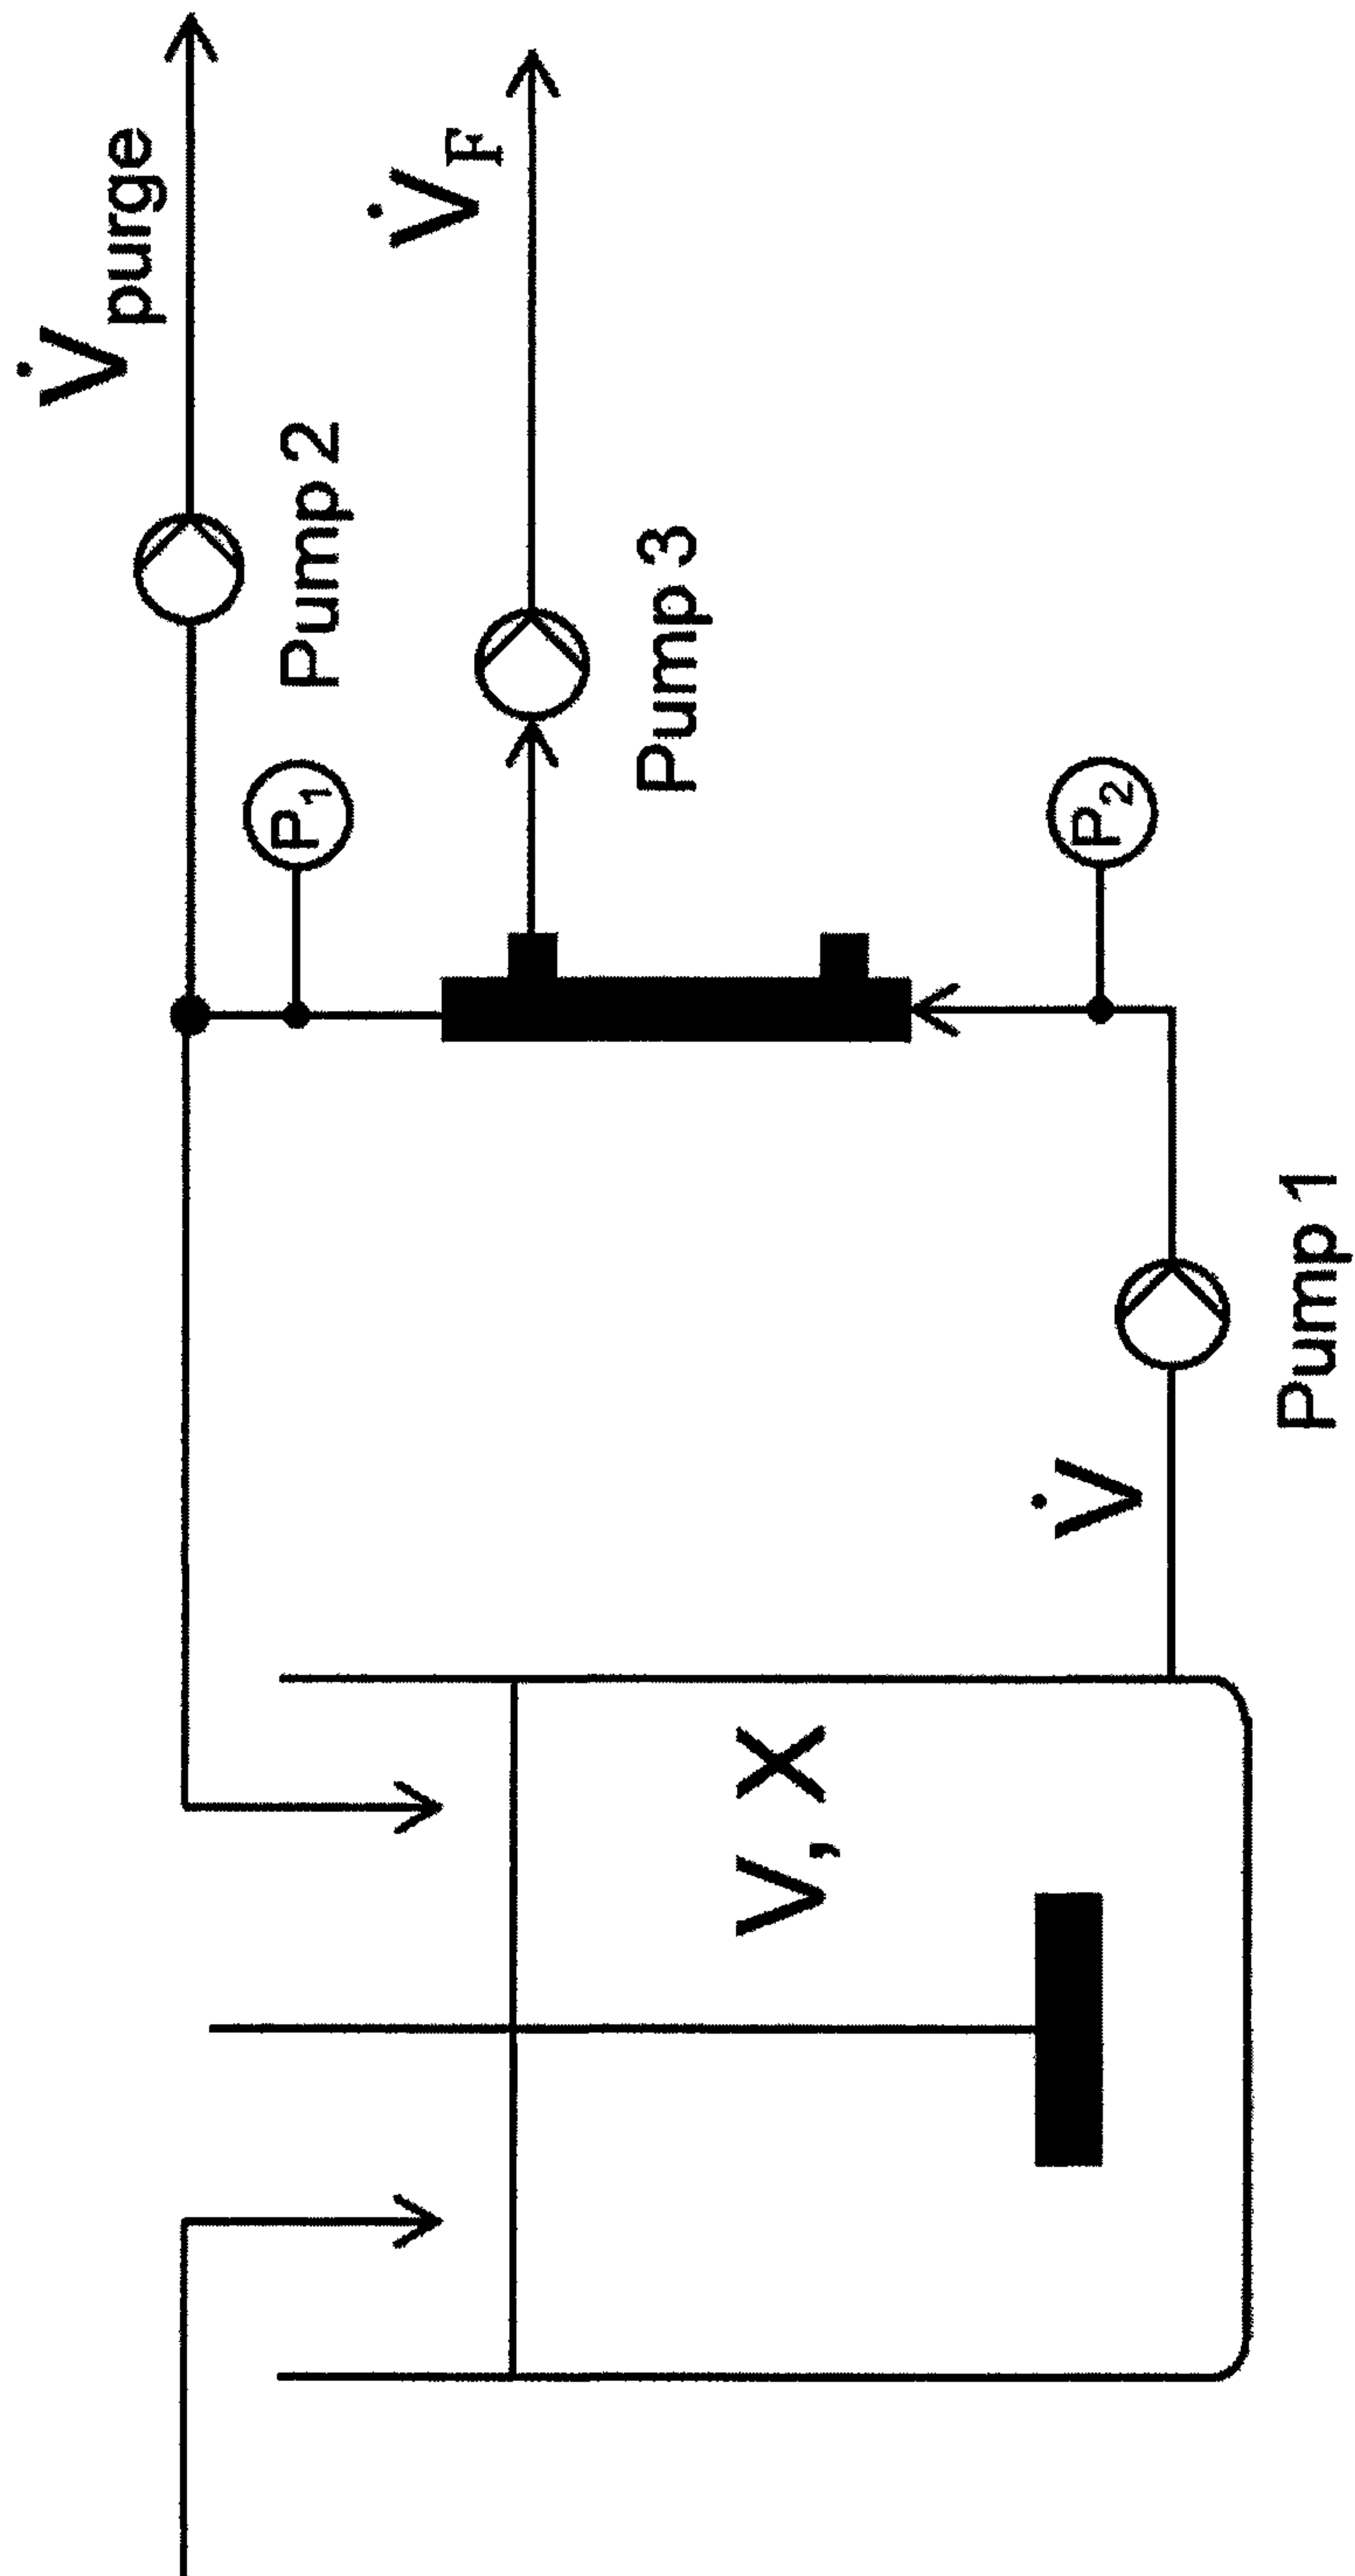 V̇purge
Pump 2
V̇F
P1
Pump 3
P2
V, X
V̇
Pump 1